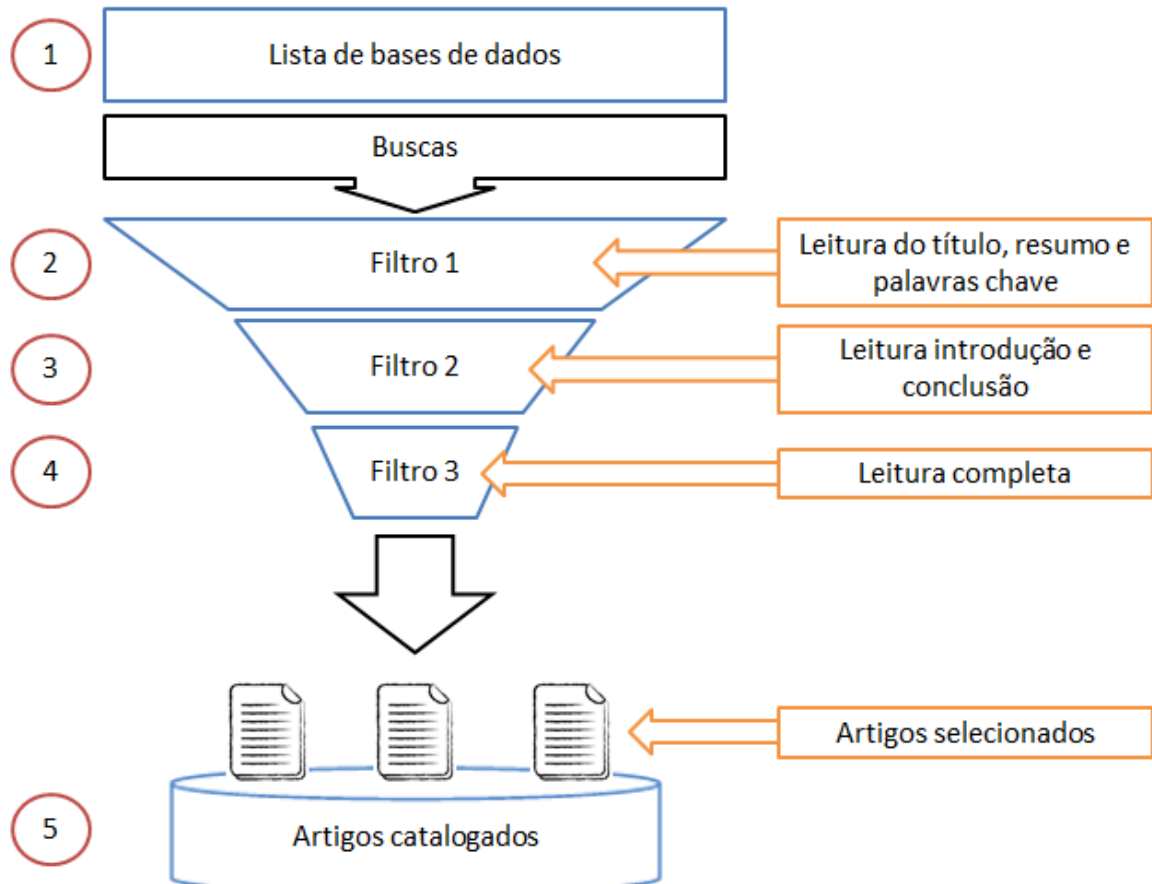 1
Lista de bases de dados
Buscas
2
Filtro 1
Leitura do título, resumo e
palavras chave
3
Filtro 2
Leitura introdução e
conclusão
4
Filtro 3
Leitura completa
Artigos selecionados
5
Artigos catalogados